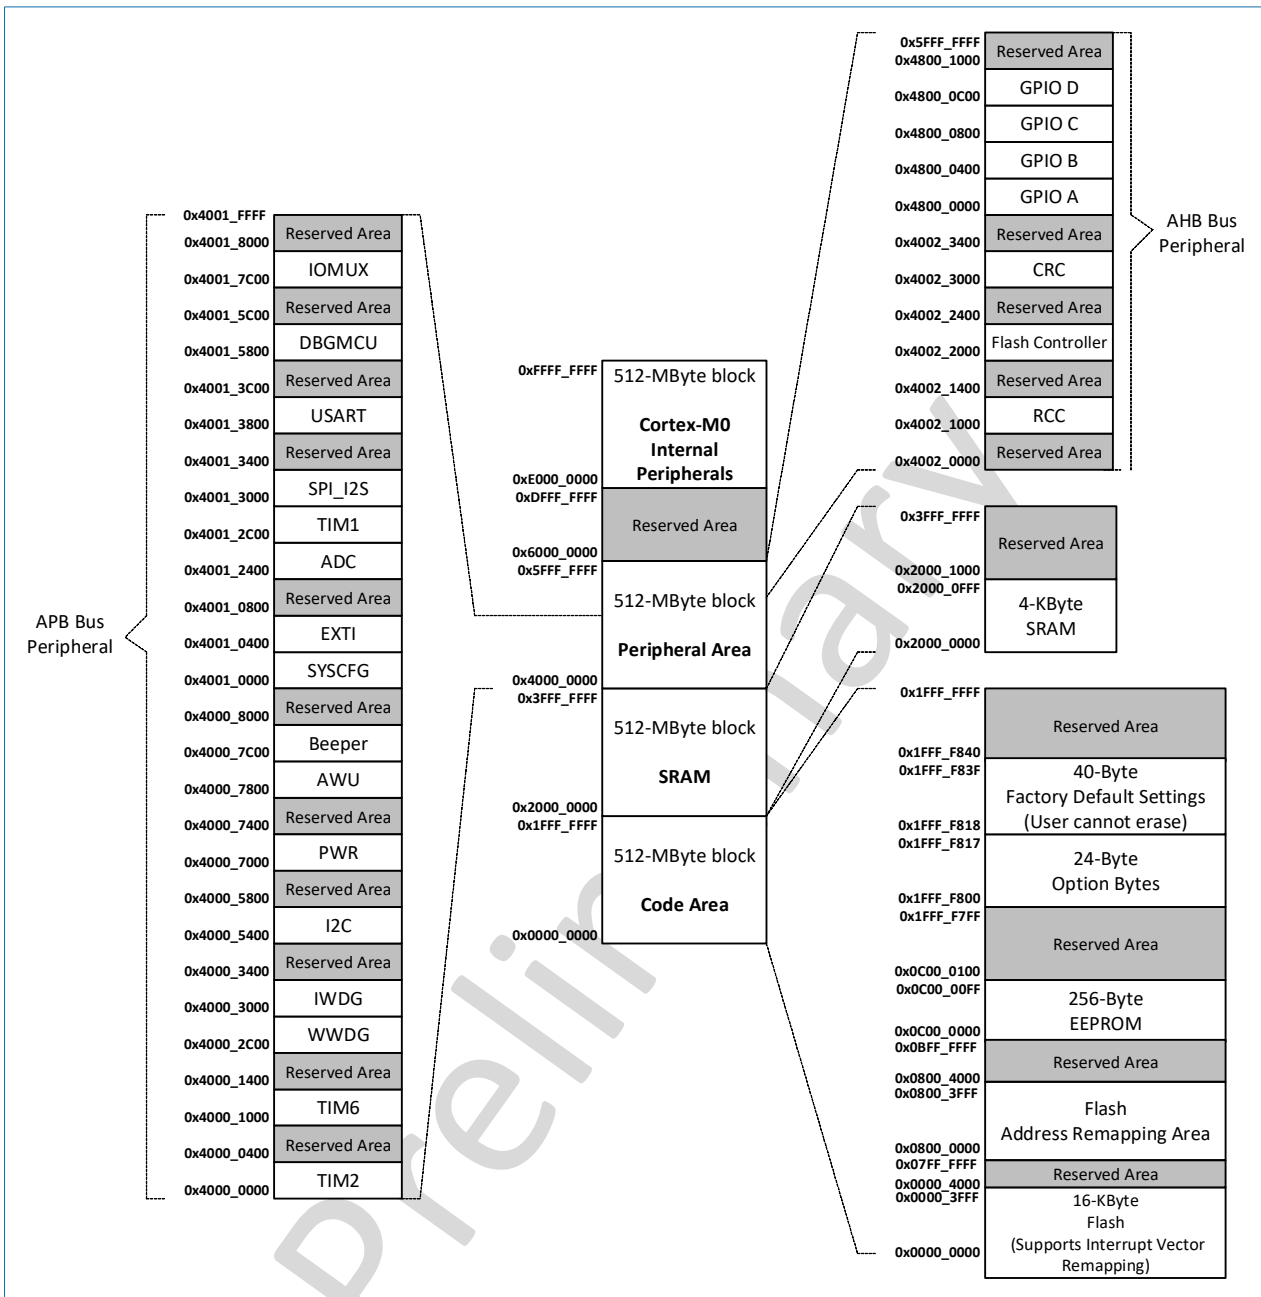 0x4001_FFFF
Reserved Area
0x4001_8000
IOMUX
0x4001_7C00
Reserved Area
0x4001_5C00
DBGMCU
0x4001_5800
Reserved Area
0x4001_3C00
USART
0x4001_3800
Reserved Area
0x4001_3400
SPI_I2S
0x4001_3000
TIM1
0x4001_2C00
ADC
0x4001_2400
Reserved Area
0x4001_0800
EXTI
0x4001_0400
SYSCFG
0x4001_0000
Reserved Area
0x4000_8000
Beeper
0x4000_7C00
AWU
0x4000_7800
Reserved Area
0x4000_7400
PWR
0x4000_7000
Reserved Area
0x4000_5800
I2C
0x4000_5400
Reserved Area
0x4000_3400
IWDG
0x4000_3000
WWDG
0x4000_2C00
Reserved Area
0x4000_1400
TIM6
0x4000_1000
Reserved Area
0x4000_0400
TIM2
0x4000_0000
APB Bus
Peripheral
0xFFFF_FFFF
512-MByte block
Cortex-M0
Internal
Peripherals
0xE000_0000
0xDFFF_FFFF
Reserved Area
0x6000_0000
0x5FFF_FFFF
512-MByte block
Peripheral Area
0x4000_0000
0x3FFF_FFFF
512-MByte block
SRAM
0x2000_0000
0x1FFF_FFFF
512-MByte block
Code Area
0x0000_0000
0x5FFF_FFFF
Reserved Area
0x4800_1000
GPIO D
0x4800_0C00
GPIO C
0x4800_0800
GPIO B
0x4800_0400
GPIO A
0x4800_0000
Reserved Area
0x4002_3400
CRC
0x4002_3000
Reserved Area
0x4002_2400
Flash Controller
0x4002_2000
Reserved Area
0x4002_1400
RCC
0x4002_1000
Reserved Area
0x4002_0000
AHB Bus
Peripheral
0x3FFF_FFFF
Reserved Area
0x2000_1000
0x2000_0FFF
4-KByte
SRAM
0x2000_0000
0x1FFF_FFFF
Reserved Area
0x1FFF_F840
0x1FFF_F83F
40-Byte
Factory Default Settings
(User cannot erase)
0x1FFF_F818
0x1FFF_F817
24-Byte
Option Bytes
0x1FFF_F800
0x1FFF_F7FF
Reserved Area
0x0C00_0100
0x0C00_00FF
256-Byte
EEPROM
0x0C00_0000
0x0BFF_FFFF
Reserved Area
0x0800_4000
0x0800_3FFF
Flash
Address Remapping Area
0x0800_0000
0x07FF_FFFF
Reserved Area
0x0000_4000
0x0000_3FFF
16-KByte
Flash
(Supports Interrupt Vector
Remapping)
0x0000_0000